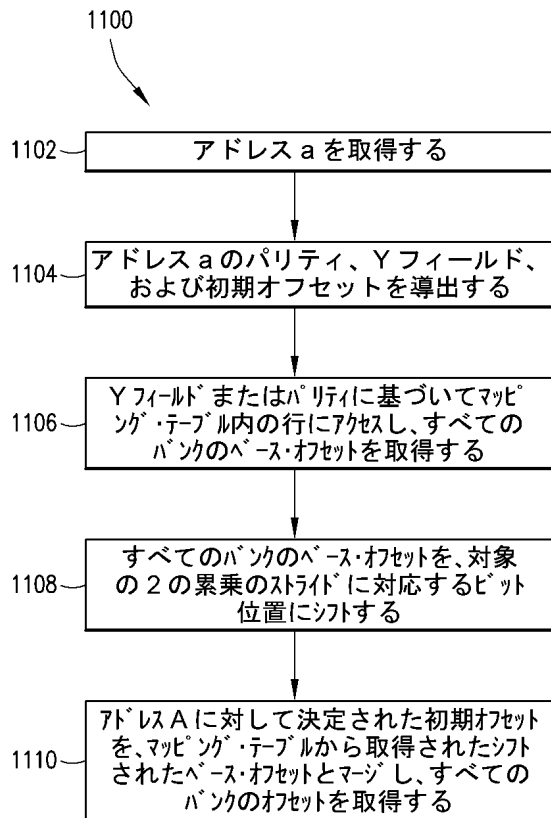 1100
1102
アドレスaを取得する
1104
アドレスaのパリティ、Yフィールド、
および初期オフセットを導出する
1106
Yフィールドまたはパリティに基づいてマッピ
ング・テーブル内の行にアクセスし、すべての
バンクのベース・オフセットを取得する
1108
すべてのバンクのベース・オフセットを、対象
の2の累乗のストライドに対応するビット
位置にシフトする
1110
アドレスAに対して決定された初期オフセット
を、マッピング・テーブルから取得されたシフト
されたベース・オフセットとマージし、すべての
バンクのオフセットを取得する